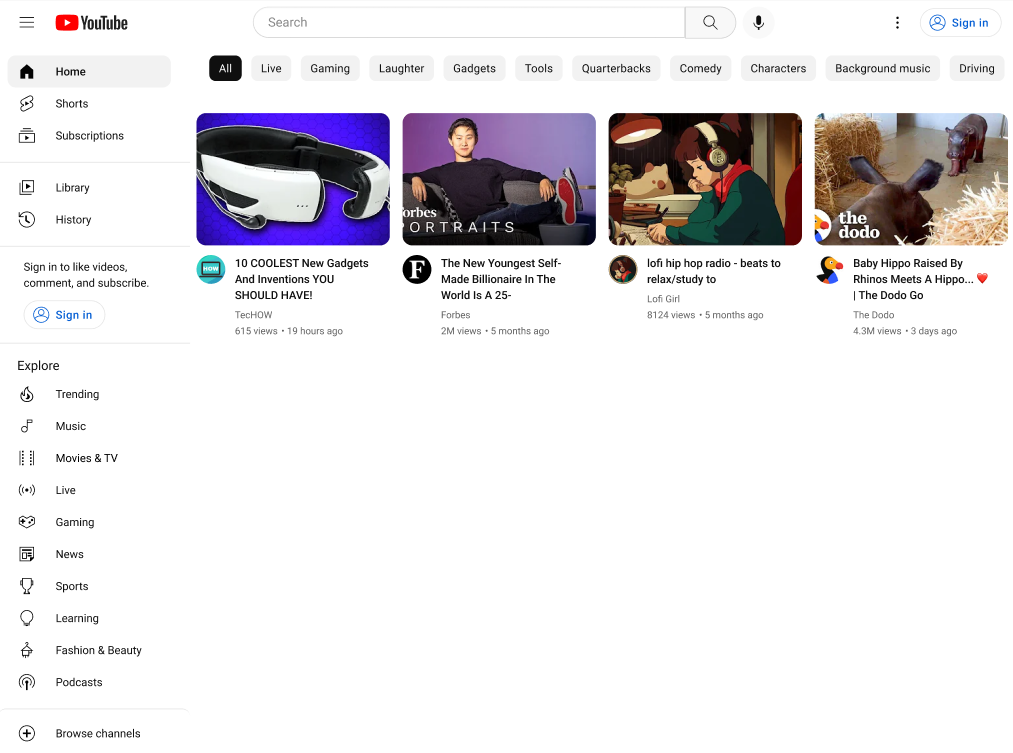 YouTube
Search
Sign in
Home
Shorts
Subscriptions
Library
History
Sign in to like videos,
comment, and subscribe.
Sign in
Explore
Trending
Music
Movies & TV
Live
Gaming
News
Sports
Learning
Fashion & Beauty
Podcasts
Browse channels
All
Live
Gaming
Laughter
Gadgets
Tools
Quarterbacks
Comedy
Characters
Background music
Driving
HOW
10 COOLEST New Gadgets
And Inventions YOU
SHOULD HAVE!
TecHOW
615 views • 19 hours ago
orbes
ORTRAITS
F
The New Youngest Self-
Made Billionaire In The
World Is A 25-
Forbes
2M views • 5 months ago
lofi hip hop radio - beats to
relax/study to
Lofi Girl
8124 views • 5 months ago
the
dodo
Baby Hippo Raised By
Rhinos Meets A Hippo... ❤️
| The Dodo Go
The Dodo
4.3M views • 3 days ago